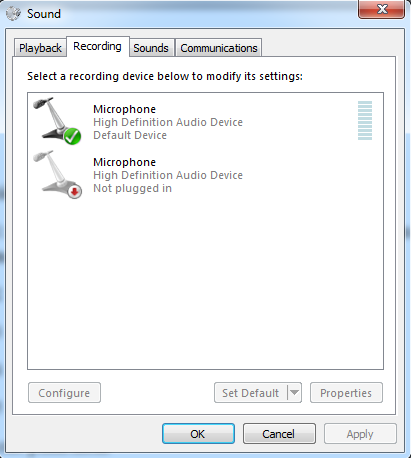 Sound
Playback Recording Sounds Communications
Select a recording device below to modify its settings:
Microphone
High Definition Audio Device
Default Device
Microphone
High Definition Audio Device
Not plugged in
Configure Set Default Properties
OK Cancel Apply